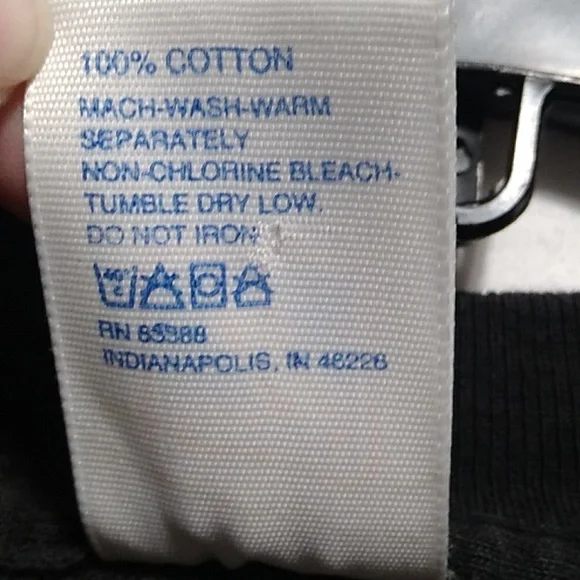 100% COTTON
MACH-WASH-WARM
SEPARATELY
NON-CHLORINE BLEACH-
TUMBLE DRY LOW.
DO NOT IRON
RN
INDIANAPOLIS, IN 46226